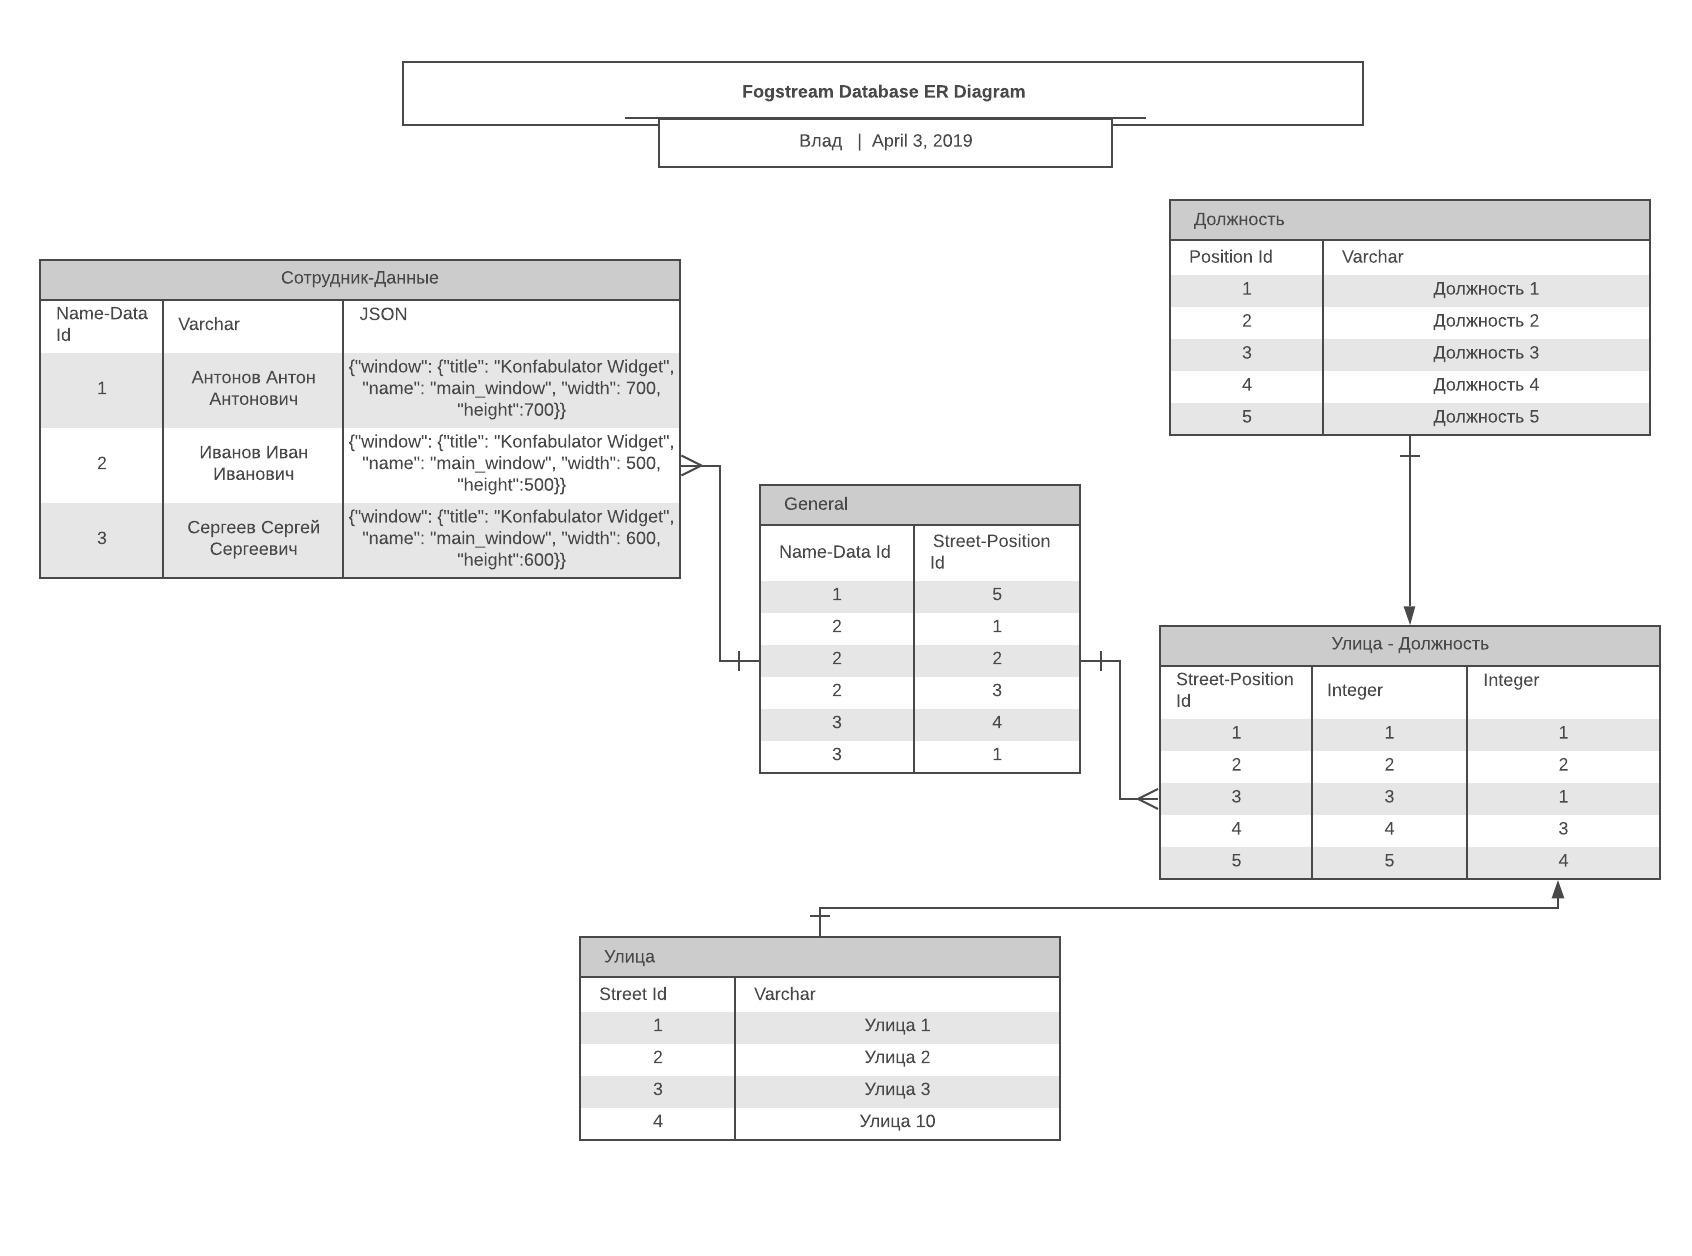 Fogstream Database ER Diagram
Влад | April 3, 2019
Должность
Position Id Varchar
1 Должность 1
2 Должность 2
3 Должность 3
4 Должность 4
5 Должность 5
Сотрудник-Данные
Name-Data
Id
Varchar
JSON
1
Антонов Антон
Антонович
{"window": {"title": "Konfabulator Widget",
"name": "main_window", "width": 700,
"height":700}}
2
Иванов Иван
Иванович
{"window": {"title": "Konfabulator Widget",
"name": "main_window", "width": 500,
"height":500}}
3
Сергеев Сергей
Сергеевич
{"window": {"title": "Konfabulator Widget",
"name": "main_window", "width": 600,
"height":600}}
General
Name-Data Id
Street-Position
Id
1 5
2 1
2 2
2 3
3 4
3 1
Улица - Должность
Street-Position
Id
Integer
Integer
1 1 1
2 2 2
3 3 1
4 4 3
5 5 4
Улица
Street Id Varchar
1 Улица 1
2 Улица 2
3 Улица 3
4 Улица 10